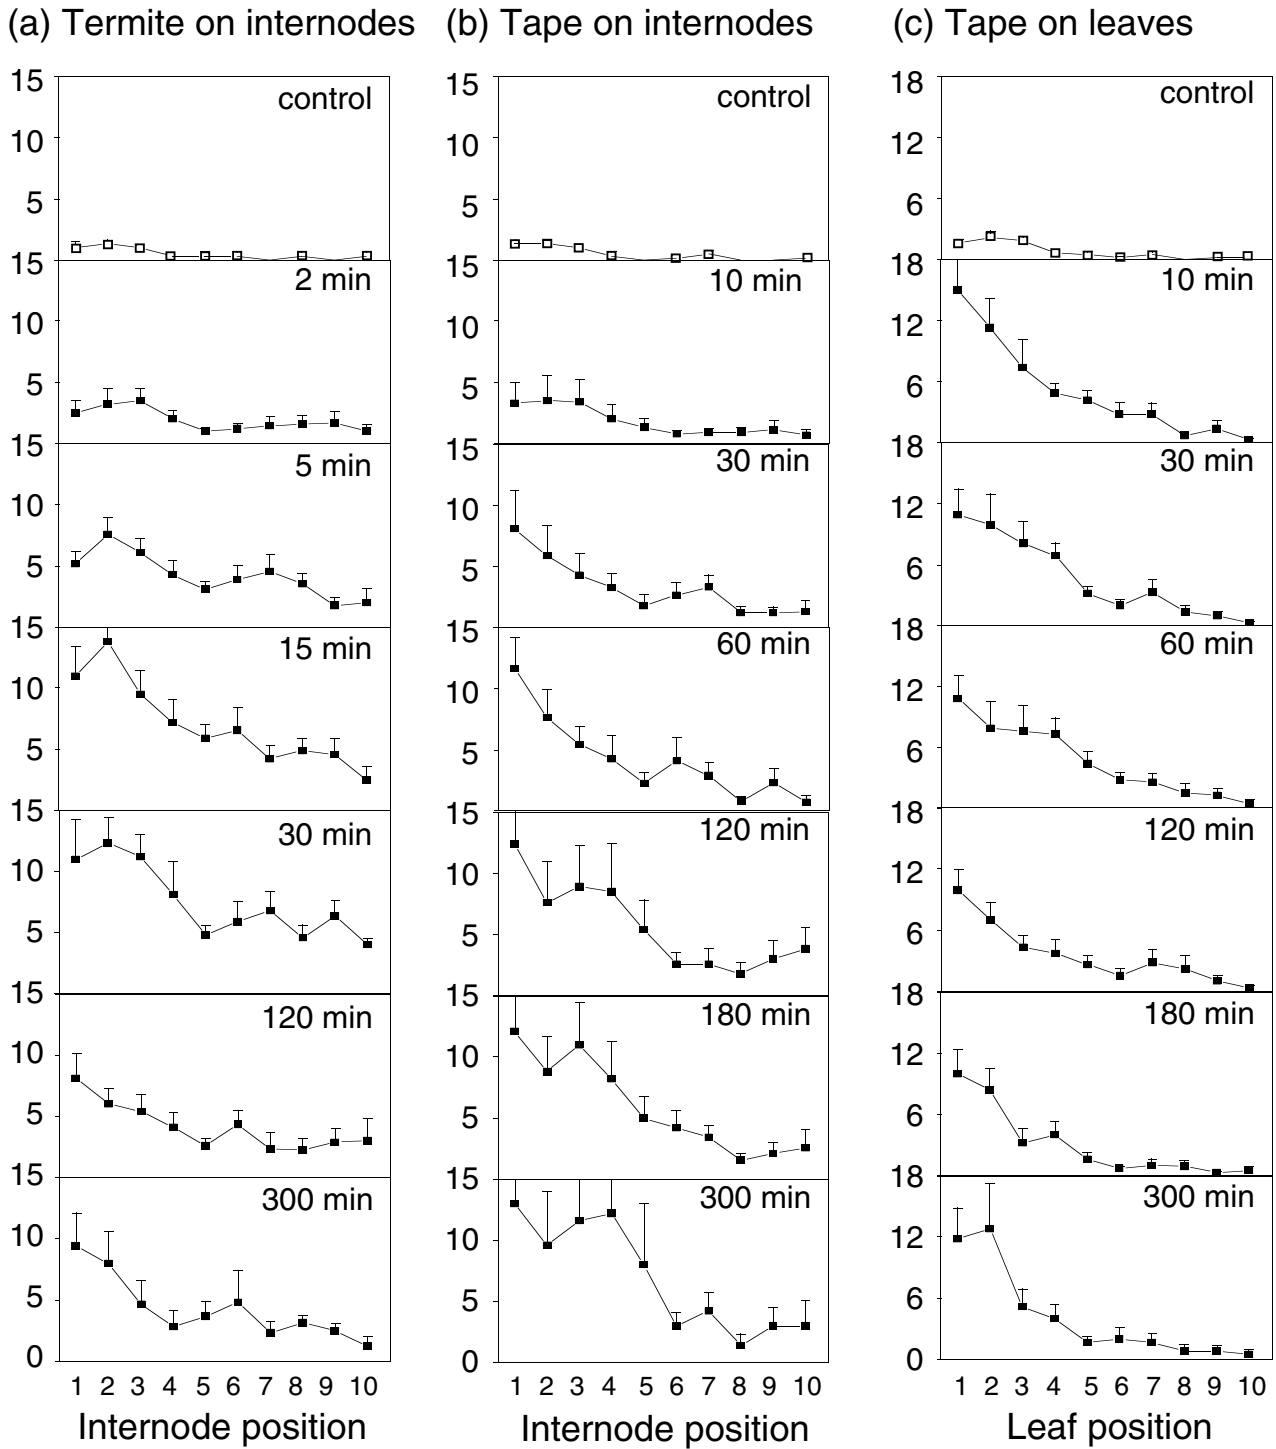 (a) Termite on internodes
(b) Tape on internodes
(c) Tape on leaves
15 control
10
5
15 2 min
10
5
15 5 min
10
5
15 15 min
10
5
15 30 min
10
5
15 120 min
10
5
15 300 min
10
5
0
1 2 3 4 5 6 7 8 9 10
Internode position
15 control
10
5
15 10 min
10
5
15 30 min
10
5
15 60 min
10
5
15 120 min
10
5
15 180 min
10
5
15 300 min
10
5
0
1 2 3 4 5 6 7 8 9 10
Internode position
18 control
12
6
18 10 min
12
6
18 30 min
12
6
18 60 min
12
6
18 120 min
12
6
18 180 min
12
6
18 300 min
12
6
0
1 2 3 4 5 6 7 8 9 10
Leaf position